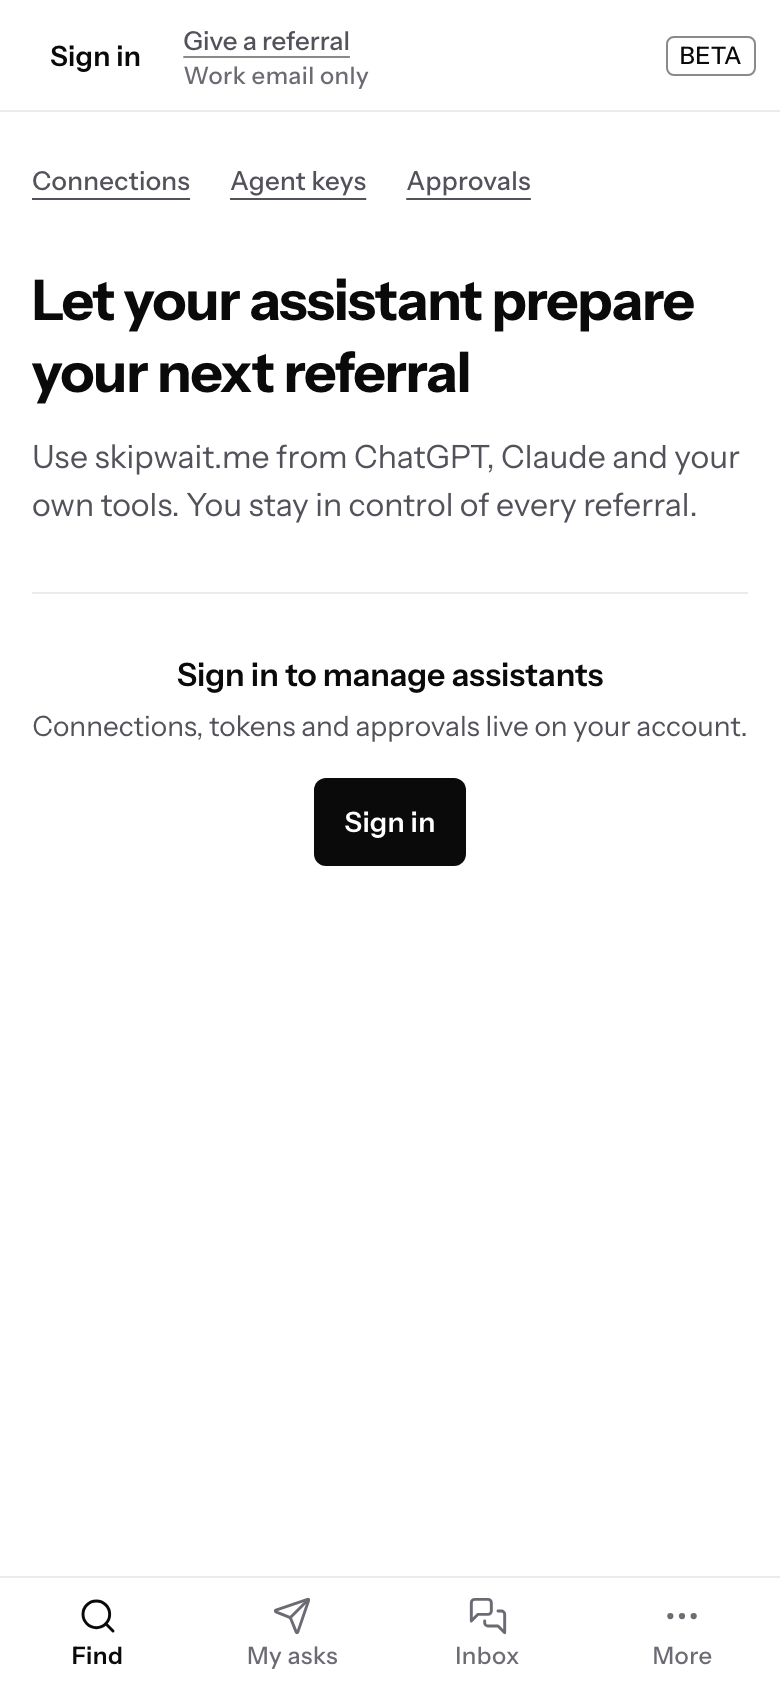 Sign in
Give a referral
Work email only
BETA
Connections
Agent keys
Approvals
Let your assistant prepare
your next referral
Use skipwait.me from ChatGPT, Claude and your
own tools. You stay in control of every referral.
Sign in to manage assistants
Connections, tokens and approvals live on your account.
Sign in
Find
My asks
Inbox
More